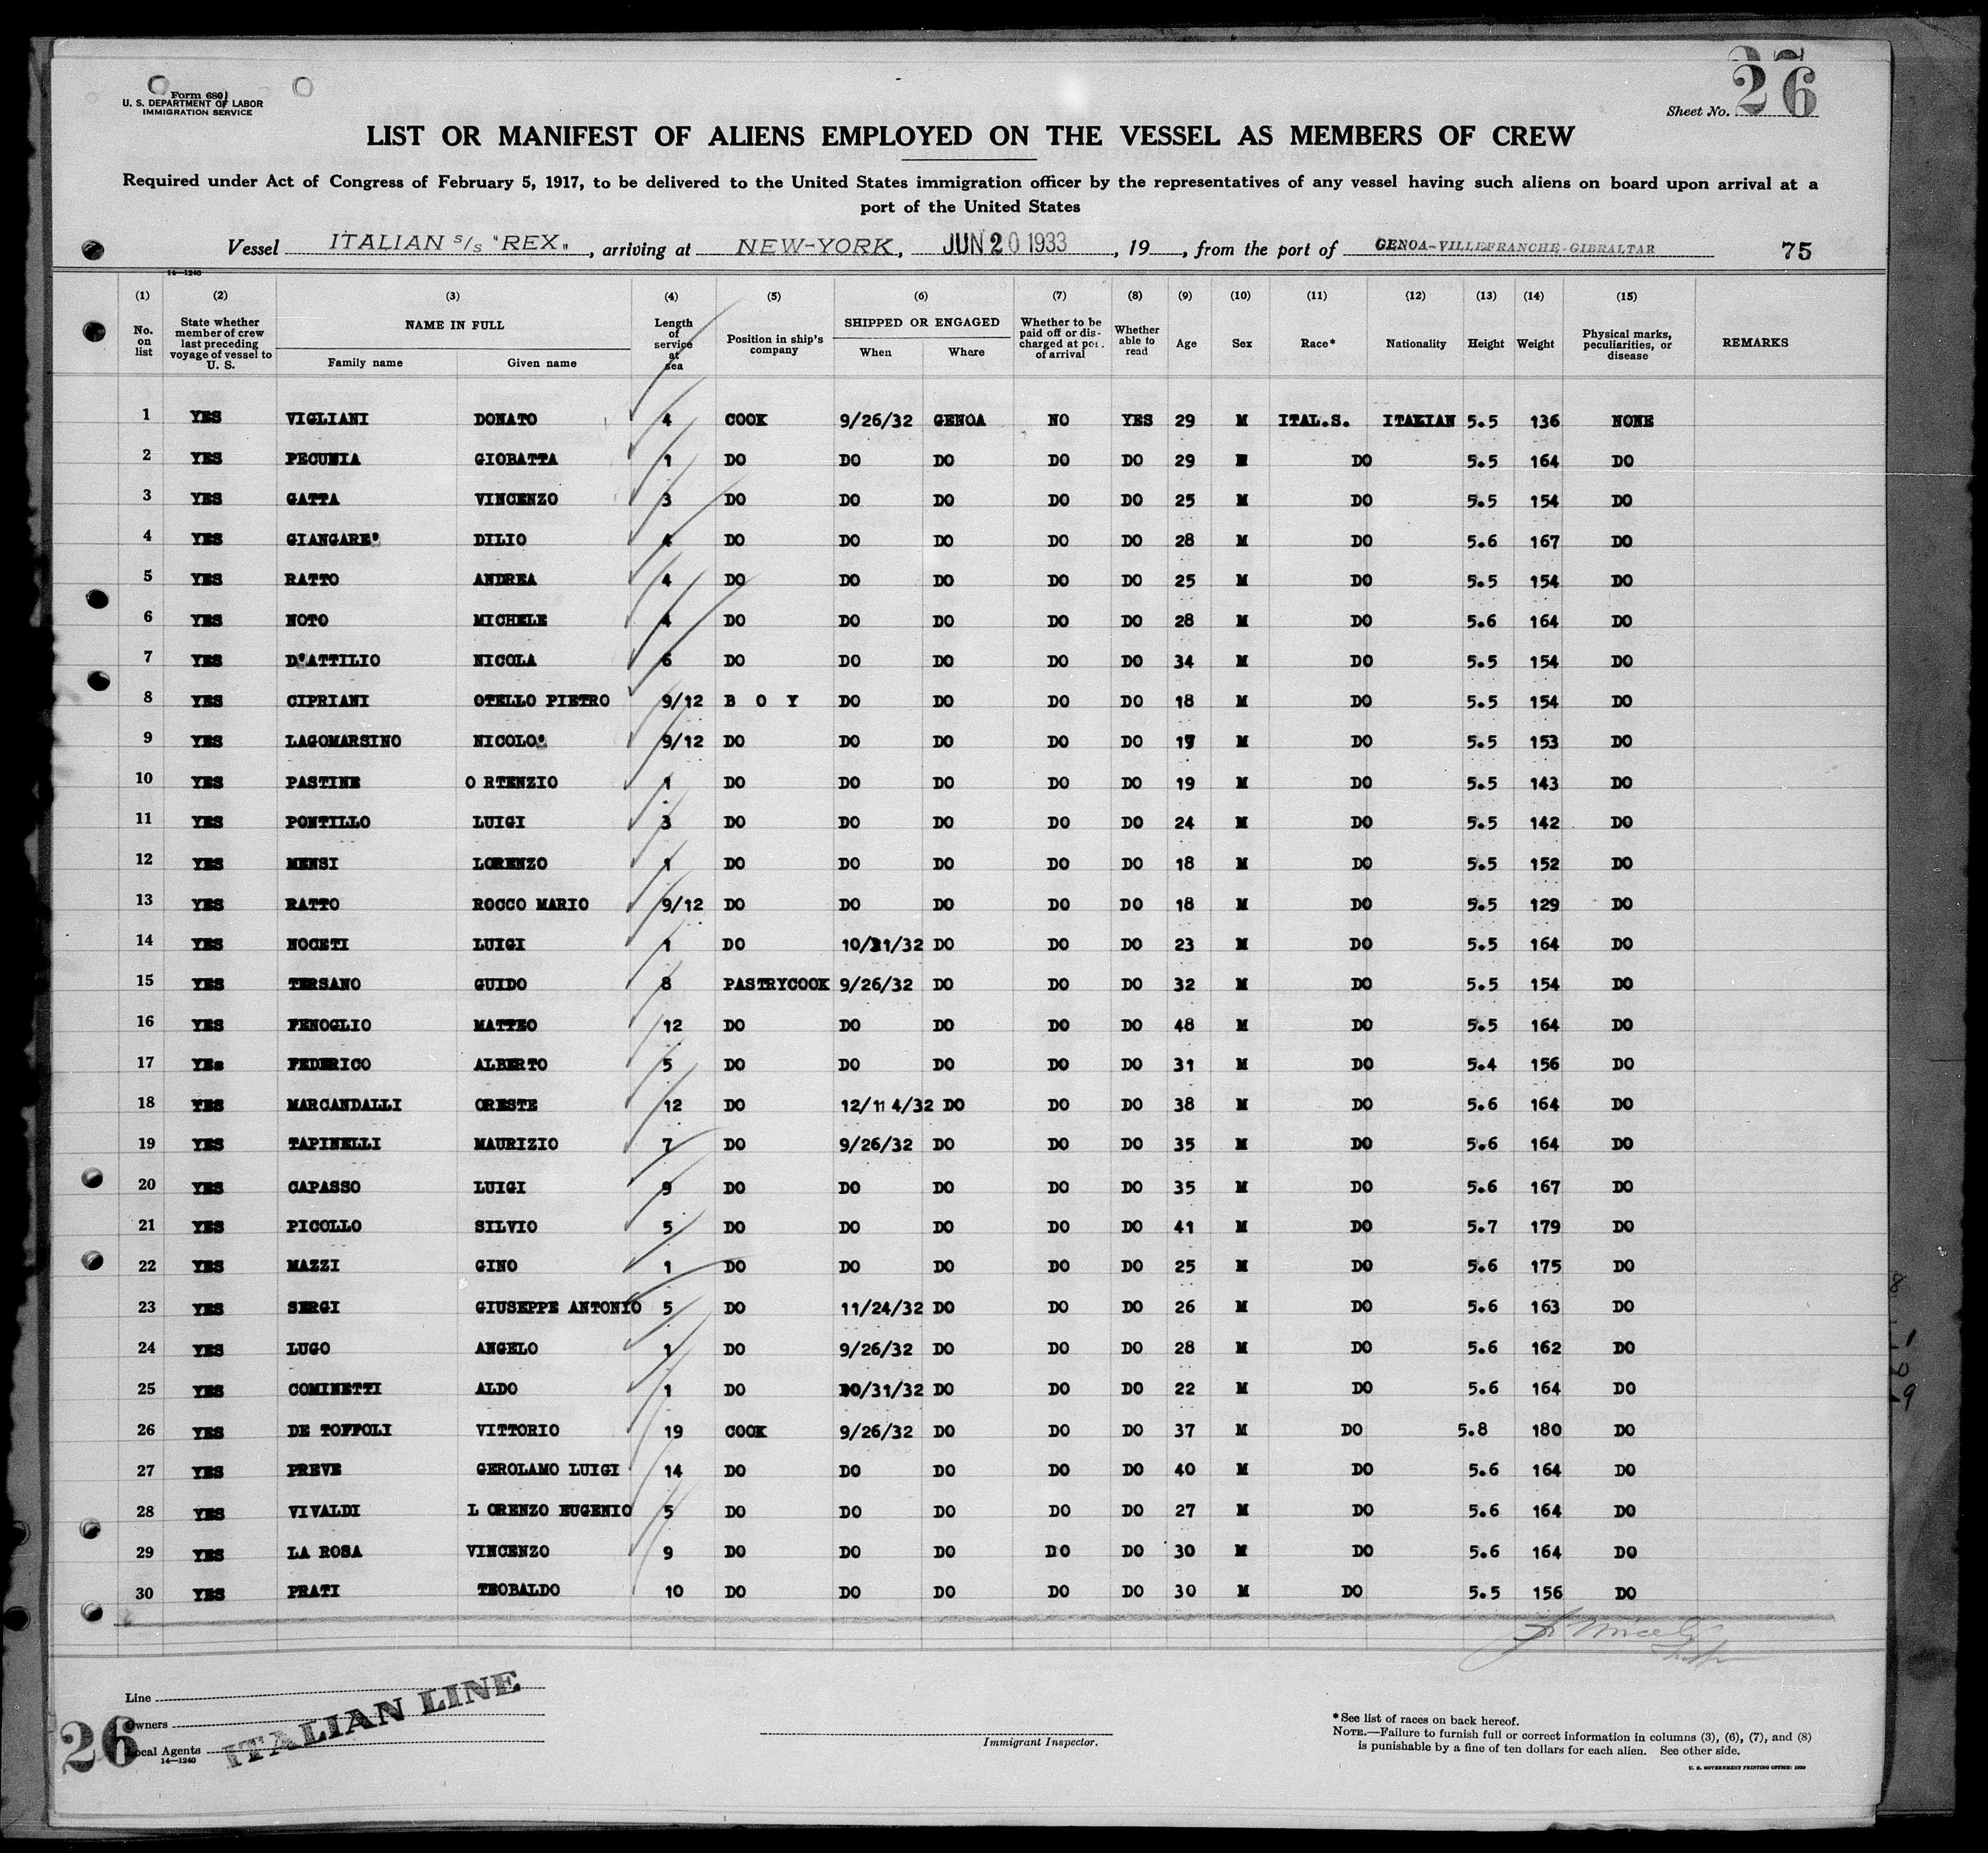 Form 680
U. S. DEPARTMENT OF LABOR
IMMIGRATION SERVICE
Sheet No. 26
LIST OR MANIFEST OF ALIENS EMPLOYED ON THE VESSEL AS MEMBERS OF CREW
Required under Act of Congress of February 5, 1917, to be delivered to the United States immigration officer by the representatives of any vessel having such aliens on board upon arrival at a
port of the United States
Vessel ITALIAN S/S "REX", arriving at NEW-YORK, JUN 20 1933, 19, from the port of GENOA-VILLEFRANCHE-GIBRALTAR 75
14—1240
(1) (2) (3) (4) (5) (6) (7) (8) (9) (10) (11) (12) (13) (14) (15)
No. on list State whether member of crew last preceding voyage of vessel to U. S. NAME IN FULL Family name Given name Length of service at sea Position in ship's company SHIPPED OR ENGAGED When Where Whether to be paid off or discharged at port of arrival Whether able to read Age Sex Race* Nationality Height Weight Physical marks, peculiarities, or disease REMARKS
1 YES VIGLIANI DONATO 4 COOK 9/26/32 GENOA NO YES 29 M ITAL.S. ITALIAN 5.5 136 NONE
2 YES PECUNIA GIOBATTA 1 DO DO DO DO DO 29 M DO 5.5 164 DO
3 YES GATTA VINCENZO 3 DO DO DO DO DO 25 M DO 5.5 154 DO
4 YES GIANGARE' DILIO 4 DO DO DO DO DO 28 M DO 5.6 167 DO
5 YES RATTO ANDREA 4 DO DO DO DO DO 25 M DO 5.5 154 DO
6 YES NOTO MICHELE 4 DO DO DO DO DO 28 M DO 5.6 164 DO
7 YES D'ATTILIO NICOLA 6 DO DO DO DO DO 34 M DO 5.5 154 DO
8 YES CIPRIANI OTELLO PIETRO 9/12 B O Y DO DO DO DO 18 M DO 5.5 154 DO
9 YES LAGOMARSINO NICOLO' 9/12 DO DO DO DO DO M DO 5.5 153 DO
10 YES PASTINE O RTENZIO 1 DO DO DO DO DO 19 M DO 5.5 143 DO
11 YES PONTILLO LUIGI 3 DO DO DO DO DO 24 M DO 5.5 142 DO
12 YES MENSI LORENZO 1 DO DO DO DO DO 18 M DO 5.5 152 DO
13 YES RATTO ROCCO MARIO 9/12 DO DO DO DO DO 18 M DO 5.5 129 DO
14 YES NOCETI LUIGI 1 DO 10/31/32 DO DO DO 23 M DO 5.5 164 DO
15 YES TERSANO GUIDO 8 PASTRYCOOK 9/26/32 DO DO DO 32 M DO 5.5 154 DO
16 YES FENOGLIO MATTEO 12 DO DO DO DO DO 48 M DO 5.5 164 DO
17 YEs FEDERICO ALBERTO 5 DO DO DO DO DO 31 M DO 5.4 156 DO
18 YES MARCANDALLI ORESTE 12 DO 12/11 4/32 DO DO DO 38 M DO 5.6 164 DO
19 YES TAPINELLI MAURIZIO 7 DO 9/26/32 DO DO DO 35 M DO 5.6 164 DO
20 YES CAPASSO LUIGI 9 DO DO DO DO DO 35 M DO 5.6 167 DO
21 YES PICOLLO SILVIO 5 DO DO DO DO DO 41 M DO 5.7 179 DO
22 YES MAZZI GINO 1 DO DO DO DO DO 25 M DO 5.6 175 DO
23 YES SERGI GIUSEPPE ANTONIO 5 DO 11/24/32 DO DO DO 26 M DO 5.6 163 DO
24 YES LUGO ANGELO 1 DO 9/26/32 DO DO DO 28 M DO 5.6 162 DO
25 YES COMINETTI ALDO 1 DO 10/31/32 DO DO DO 22 M DO 5.6 164 DO
26 YES DE TOFFOLI VITTORIO 19 COOK 9/26/32 DO DO DO 37 M DO 5.8 180 DO
27 YES PREVE GEROLAMO LUIGI 14 DO DO DO DO DO 40 M DO 5.6 164 DO
28 YES VIVALDI L ORENZO EUGENIO 5 DO DO DO DO DO 27 M DO 5.6 164 DO
29 YES LA ROSA VINCENZO 9 DO DO DO DO DO 30 M DO 5.6 164 DO
30 YES PRATI TEOBALDO 10 DO DO DO DO DO 30 M DO 5.5 156 DO
Line
Owners
Local Agents
14—1240
ITALIAN LINE
26
Immigrant Inspector.
*See list of races on back hereof.
NOTE.—Failure to furnish full or correct information in columns (3), (6), (7), and (8)
is punishable by a fine of ten dollars for each alien. See other side.
U. S. GOVERNMENT PRINTING OFFICE: 1929